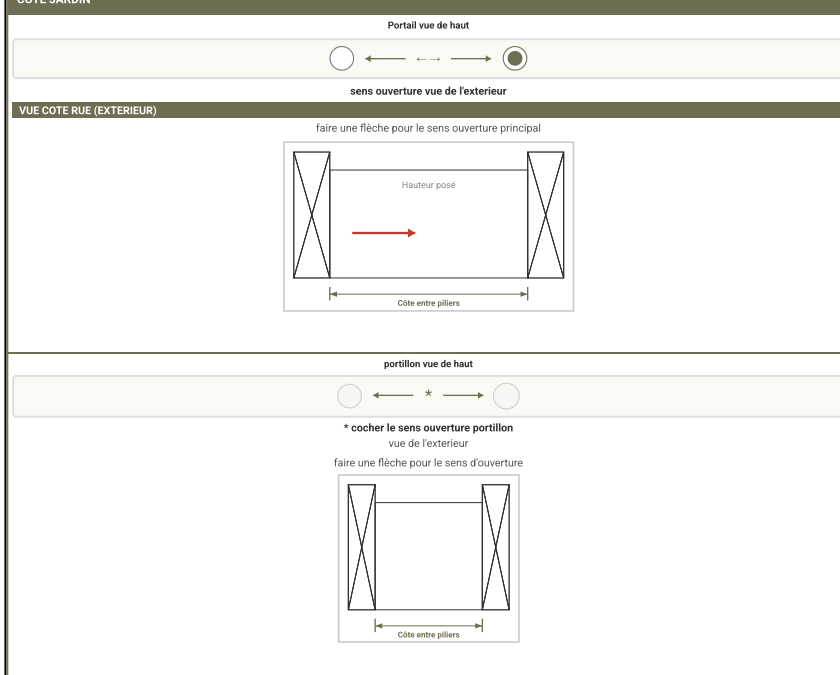 COTE JARDIN
Portail vue de haut
sens ouverture vue de l'exterieur
VUE COTE RUE (EXTERIEUR)
faire une flèche pour le sens ouverture principal
Hauteur posé
Côte entre piliers
portillon vue de haut
*
* cocher le sens ouverture portillon
vue de l'exterieur
faire une flèche pour le sens d'ouverture
Côte entre piliers